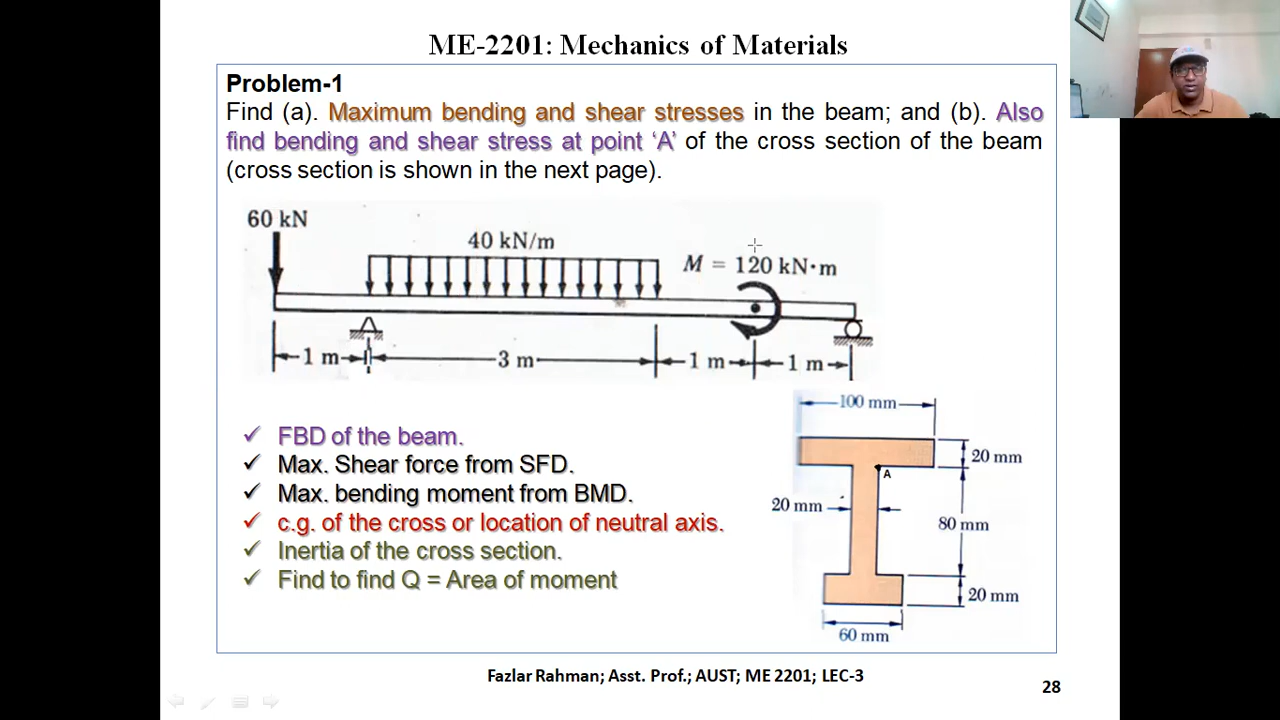 ME-2201: Mechanics of Materials
Problem-1
Find (a). Maximum bending and shear stresses in the beam; and (b). Also
find bending and shear stress at point ‘A’ of the cross section of the beam
(cross section is shown in the next page).
60 kN
40 kN/m
M = 120 kN·m
1 m
3 m
1 m
1 m
✓ FBD of the beam.
✓ Max. Shear force from SFD.
✓ Max. bending moment from BMD.
✓ c.g. of the cross or location of neutral axis.
✓ Inertia of the cross section.
✓ Find to find Q = Area of moment
100 mm
20 mm
A
20 mm
80 mm
20 mm
60 mm
Fazlar Rahman; Asst. Prof.; AUST; ME 2201; LEC-3
28